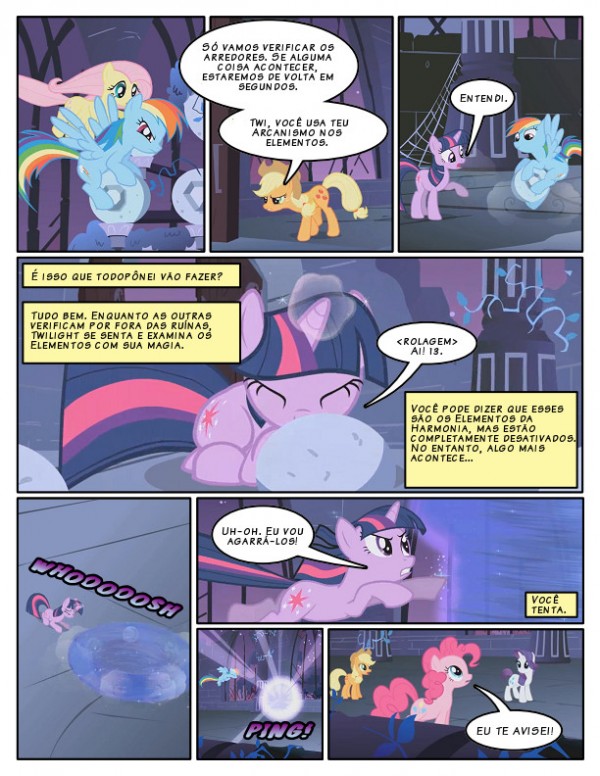 Só vamos verificar os
arredores. Se alguma
coisa acontecer,
estaremos de volta em
segundos.
Twi, você usa teu
Arcanismo nos
elementos.
Entendi.
É isso que todopônei vão fazer?
Tudo bem. Enquanto as outras
verificam por fora das ruínas,
Twilight se senta e examina os
Elementos com sua magia.
<rolagem>
Ai! 13.
Você pode dizer que esses
são os Elementos da
Harmonia, mas estão
completamente desativados.
No entanto, algo mais
acontece...
WHOOOOOOSH
Uh-oh. Eu vou
agarrá-los!
Você
tenta.
PING!
Eu te avisei!